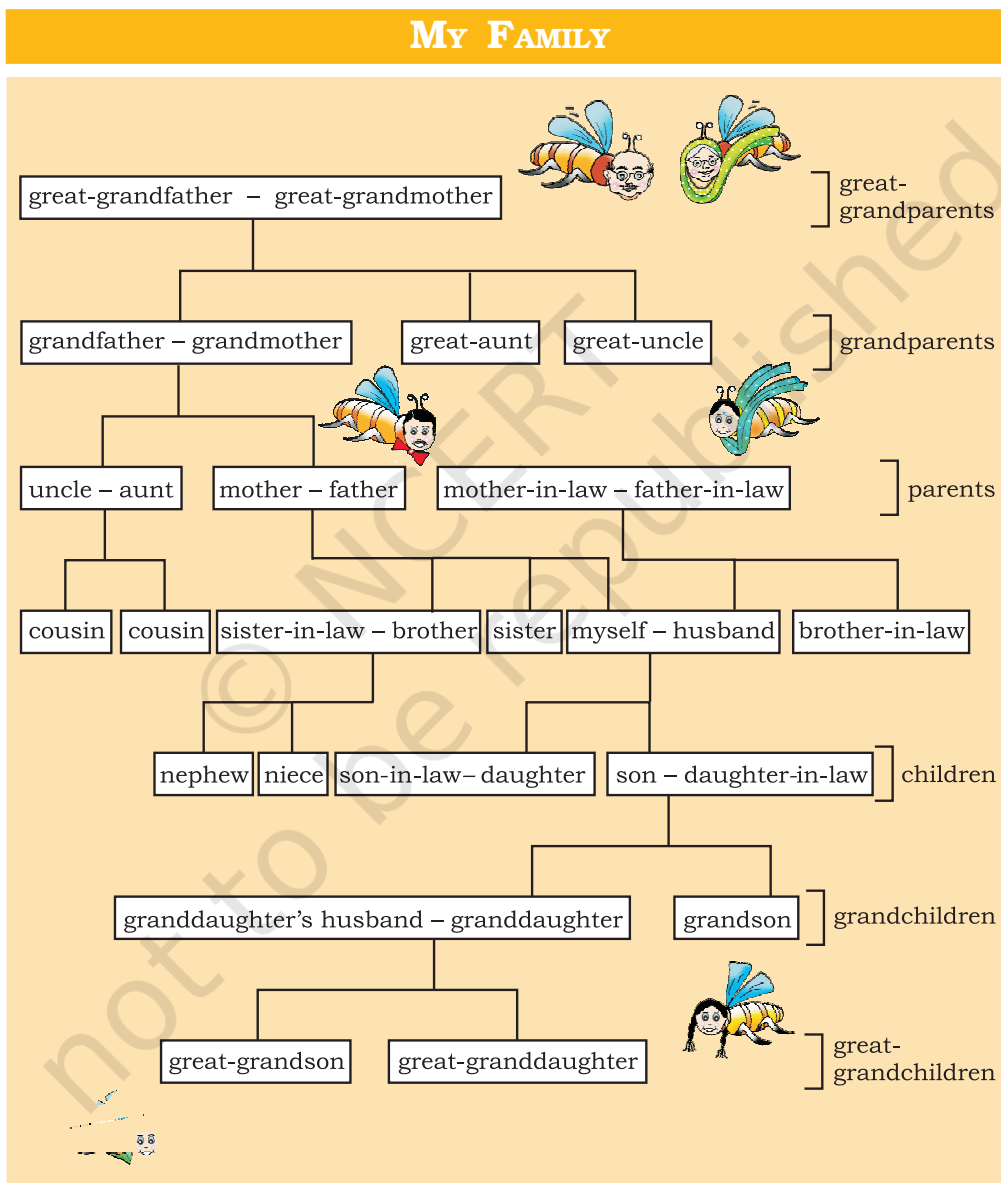 MY FAMILY
great-grandfather – great-grandmother
great-
grandparents
grandfather – grandmother
great-aunt
great-uncle
grandparents
uncle – aunt
mother – father
mother-in-law – father-in-law
parents
cousin
cousin
sister-in-law – brother
sister
myself – husband
brother-in-law
nephew
niece
son-in-law – daughter
son – daughter-in-law
children
granddaughter's husband – granddaughter
grandson
grandchildren
great-grandson
great-granddaughter
great-
grandchildren
© NCERT
not to be republished